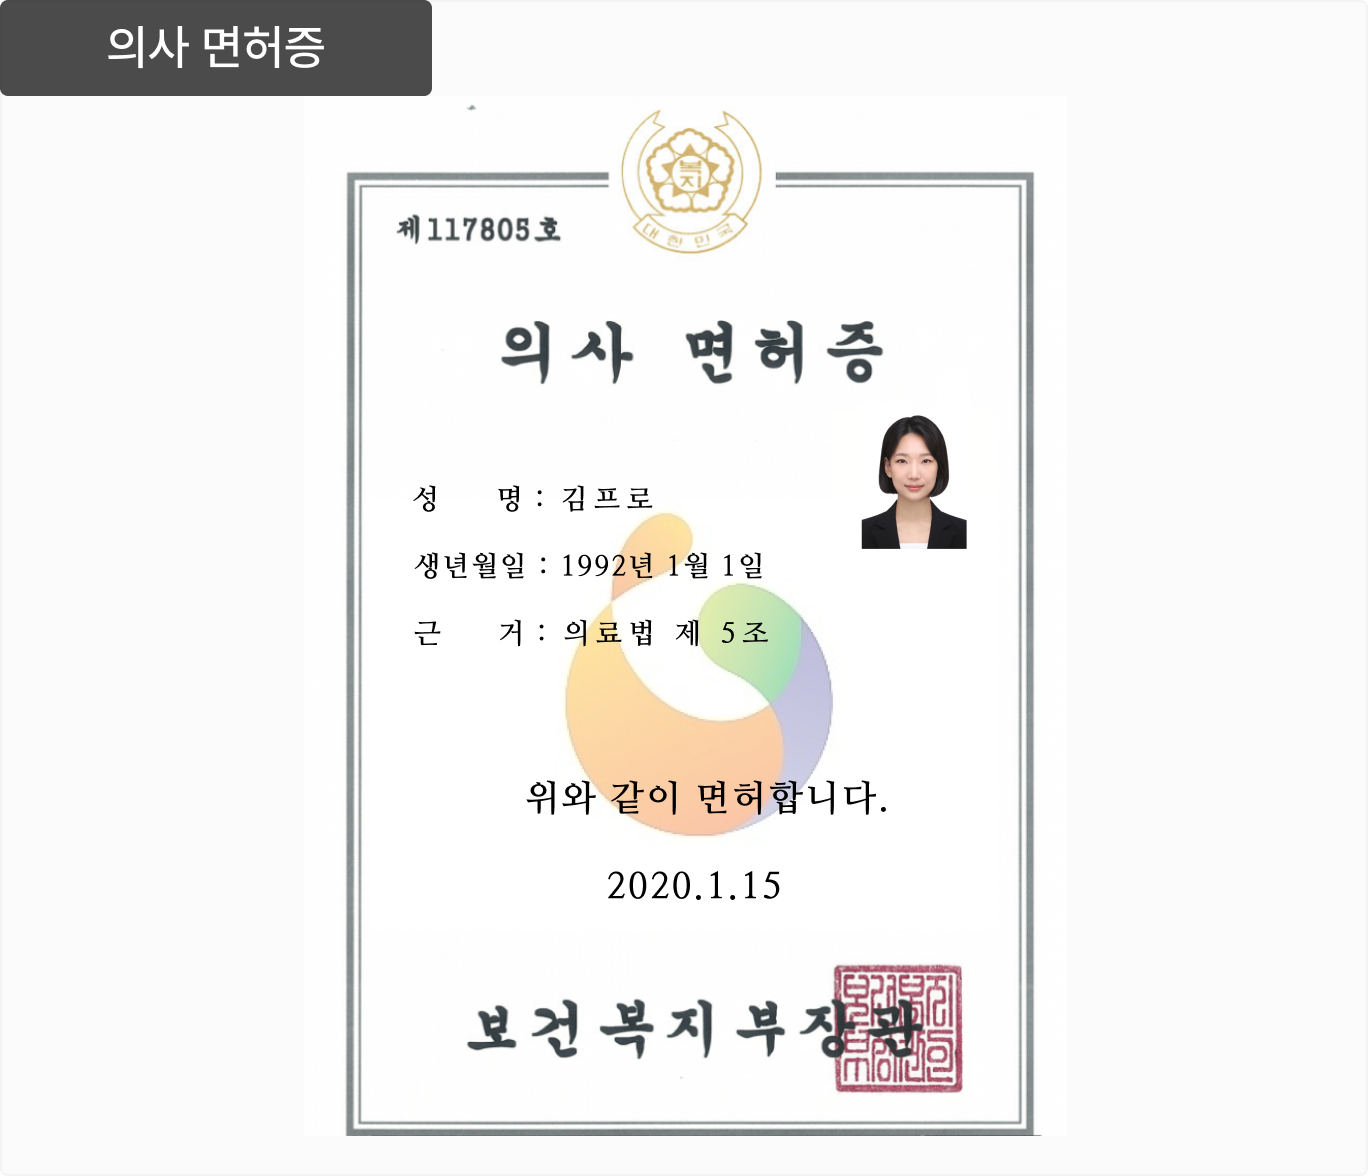 의사 면허증
복지
대한민국
제117805호
의사 면허증
성 명 : 김프로
생년월일 : 1992년 1월 1일
근 거 : 의료법 제 5조
위와 같이 면허합니다.
2020.1.15
보건복지부장관